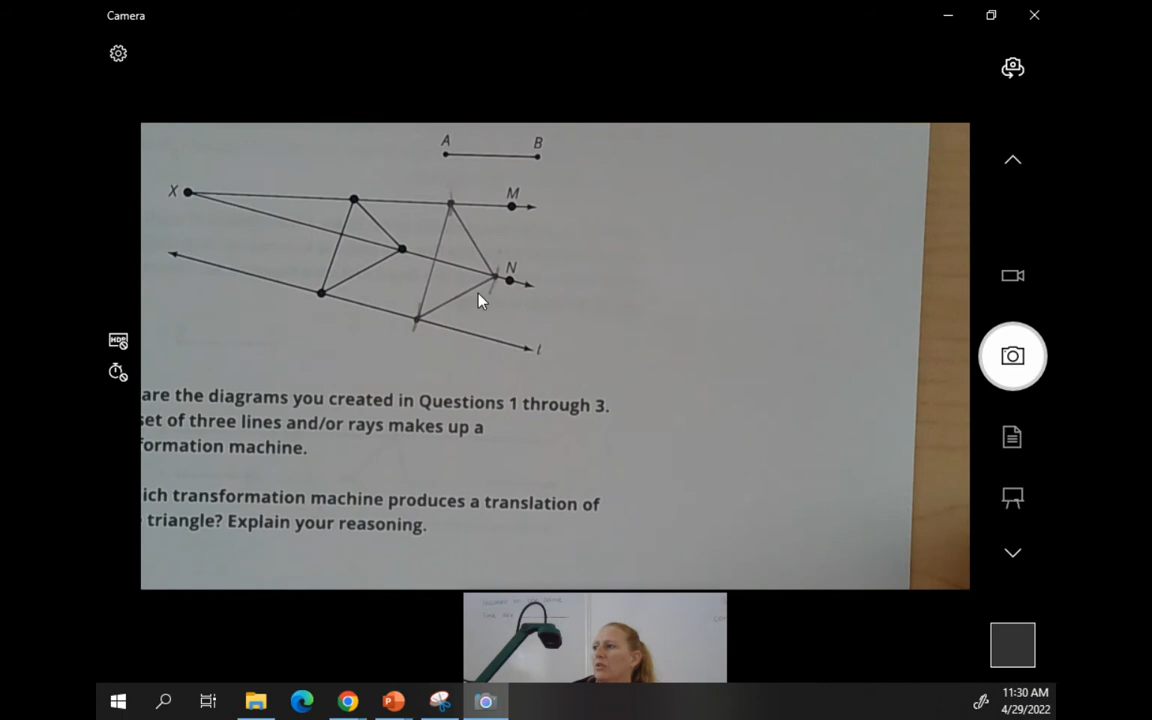 Camera
A B
X
M
N
l
are the diagrams you created in Questions 1 through 3.
set of three lines and/or rays makes up a
formation machine.
ich transformation machine produces a translation of
triangle? Explain your reasoning.
HDR
11:30 AM
4/29/2022